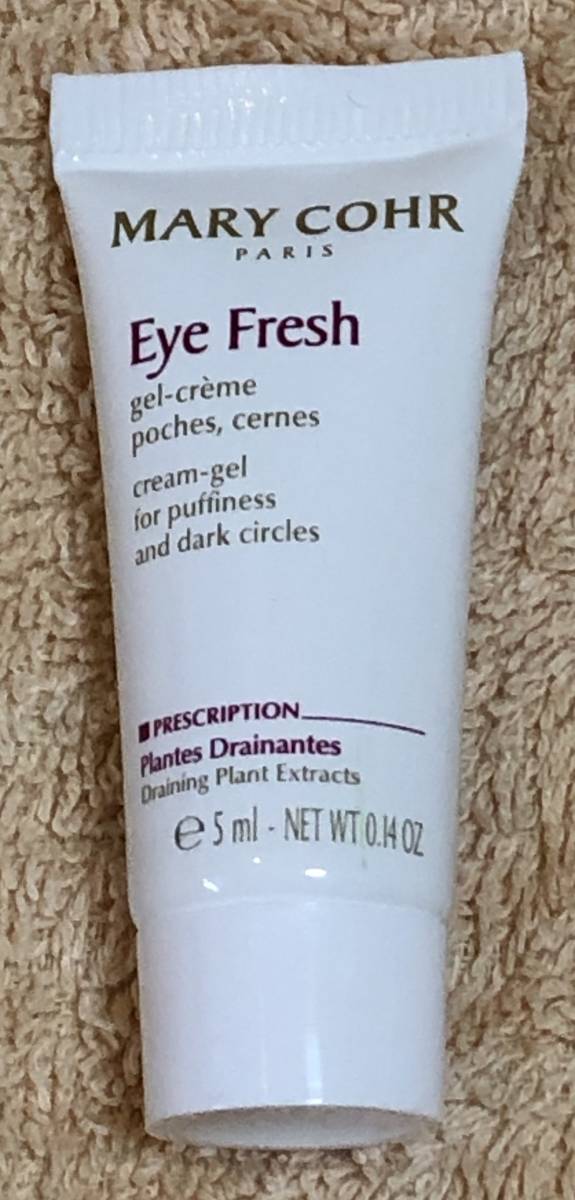 MARY COHR
PARIS
Eye Fresh
gel-crème
poches, cernes
cream-gel
for puffiness
and dark circles
PRESCRIPTION
Plantes Drainantes
Draining Plant Extracts
℮ 5 ml - NET WT 0.14 OZ